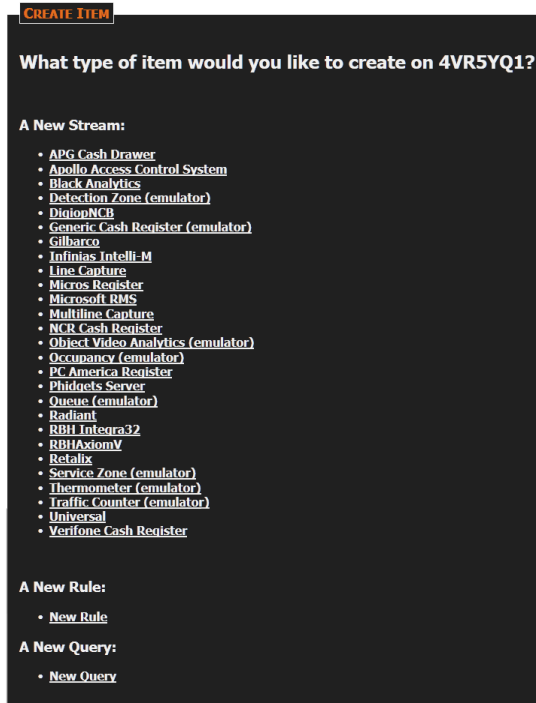 CREATE ITEM
What type of item would you like to create on 4VR5YQ1?
A New Stream:
• APG Cash Drawer
• Apollo Access Control System
• Black Analytics
• Detection Zone (emulator)
• DigiopNCB
• Generic Cash Register (emulator)
• Gilbarco
• Infinias Intelli-M
• Line Capture
• Micros Register
• Microsoft RMS
• Multiline Capture
• NCR Cash Register
• Object Video Analytics (emulator)
• Occupancy (emulator)
• PC America Register
• Phidgets Server
• Queue (emulator)
• Radiant
• RBH Integra32
• RBHAxiomV
• Retalix
• Service Zone (emulator)
• Thermometer (emulator)
• Traffic Counter (emulator)
• Universal
• Verifone Cash Register
A New Rule:
• New Rule
A New Query:
• New Query